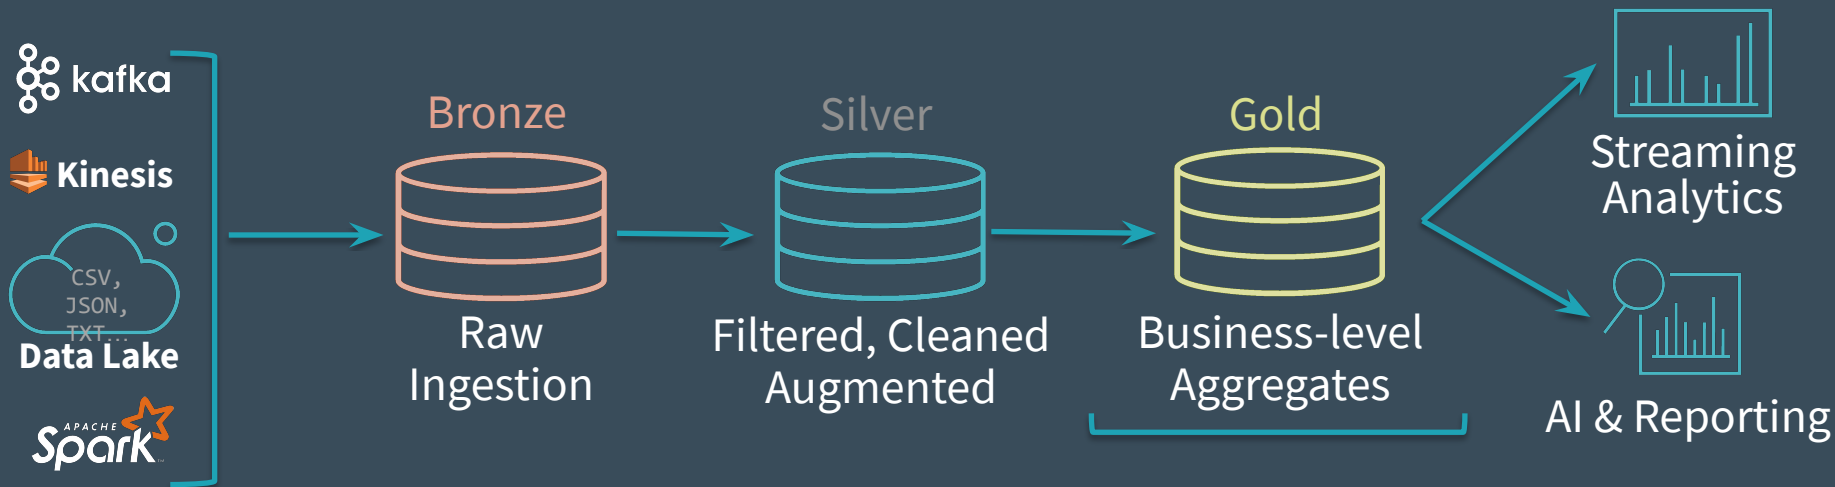 kafka
Kinesis
CSV,
JSON,
TXT...
Data Lake
APACHE
Spark
Bronze
Raw
Ingestion
Silver
Filtered, Cleaned
Augmented
Gold
Business-level
Aggregates
Streaming
Analytics
AI & Reporting